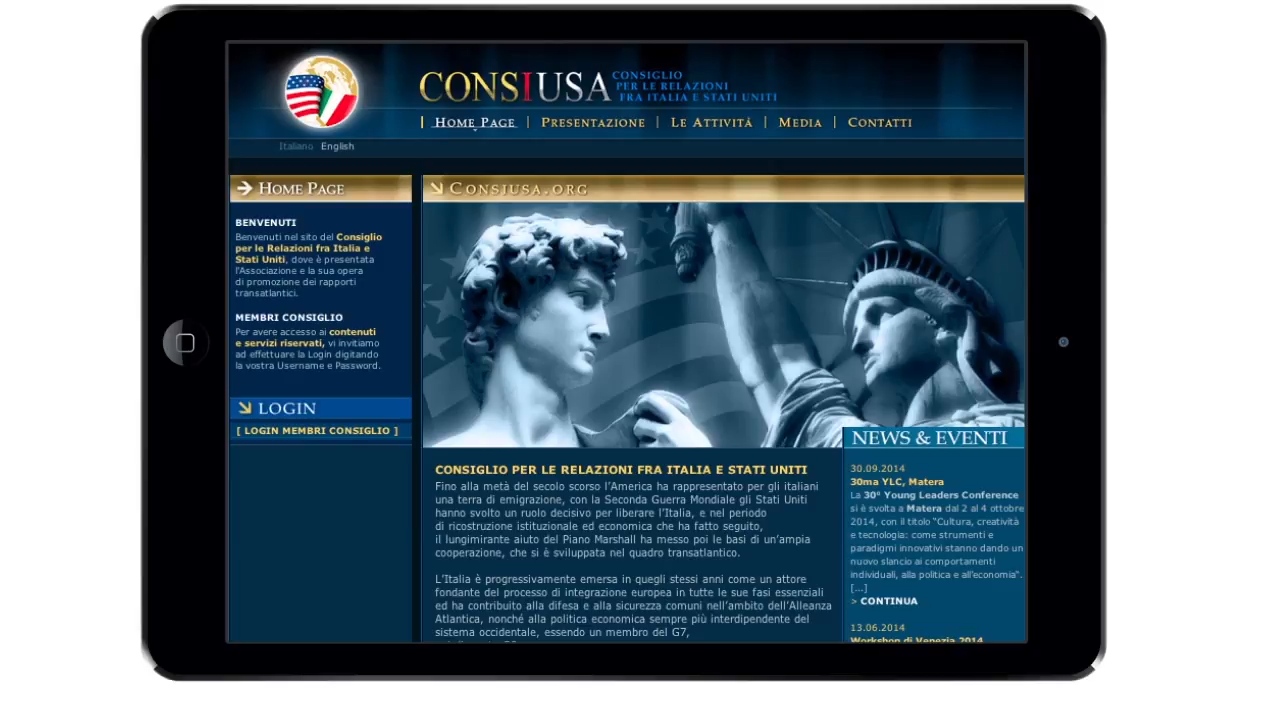 CONSIUSA
CONSIGLIO
PER LE RELAZIONI
FRA ITALIA E STATI UNITI
Home Page | Presentazione | Le Attività | Media | Contatti
Italiano English
Home Page
BENVENUTI
Benvenuti nel sito del Consiglio
per le Relazioni fra Italia e
Stati Uniti, dove è presentata
l'Associazione e la sua opera
di promozione dei rapporti
transatlantici.
MEMBRI CONSIGLIO
Per avere accesso ai contenuti
e servizi riservati, vi invitiamo
ad effettuare la Login digitando
la vostra Username e Password.
LOGIN
[ LOGIN MEMBRI CONSIGLIO ]
Consiusa.org
CONSIGLIO PER LE RELAZIONI FRA ITALIA E STATI UNITI
Fino alla metà del secolo scorso l'America ha rappresentato per gli italiani
una terra di emigrazione, con la Seconda Guerra Mondiale gli Stati Uniti
hanno svolto un ruolo decisivo per liberare l'Italia, e nel periodo
di ricostruzione istituzionale ed economica che ha fatto seguito,
il lungimirante aiuto del Piano Marshall ha messo poi le basi di un'ampia
cooperazione, che si è sviluppata nel quadro transatlantico.
L'Italia è progressivamente emersa in quegli stessi anni come un attore
fondante del processo di integrazione europea in tutte le sue fasi essenziali
ed ha contribuito alla difesa e alla sicurezza comuni nell'ambito dell'Alleanza
Atlantica, nonché alla politica economica sempre più interdipendente del
sistema occidentale, essendo un membro del G7,
NEWS & EVENTI
30.09.2014
30ma YLC, Matera
La 30° Young Leaders Conference
si è svolta a Matera dal 2 al 4 ottobre
2014, con il titolo "Cultura, creatività
e tecnologia: come strumenti e
paradigmi innovativi stanno dando un
nuovo slancio ai comportamenti
individuali, alla politica e all'economia".
[...]
> CONTINUA
13.06.2014
Workshop di Venezia 2014